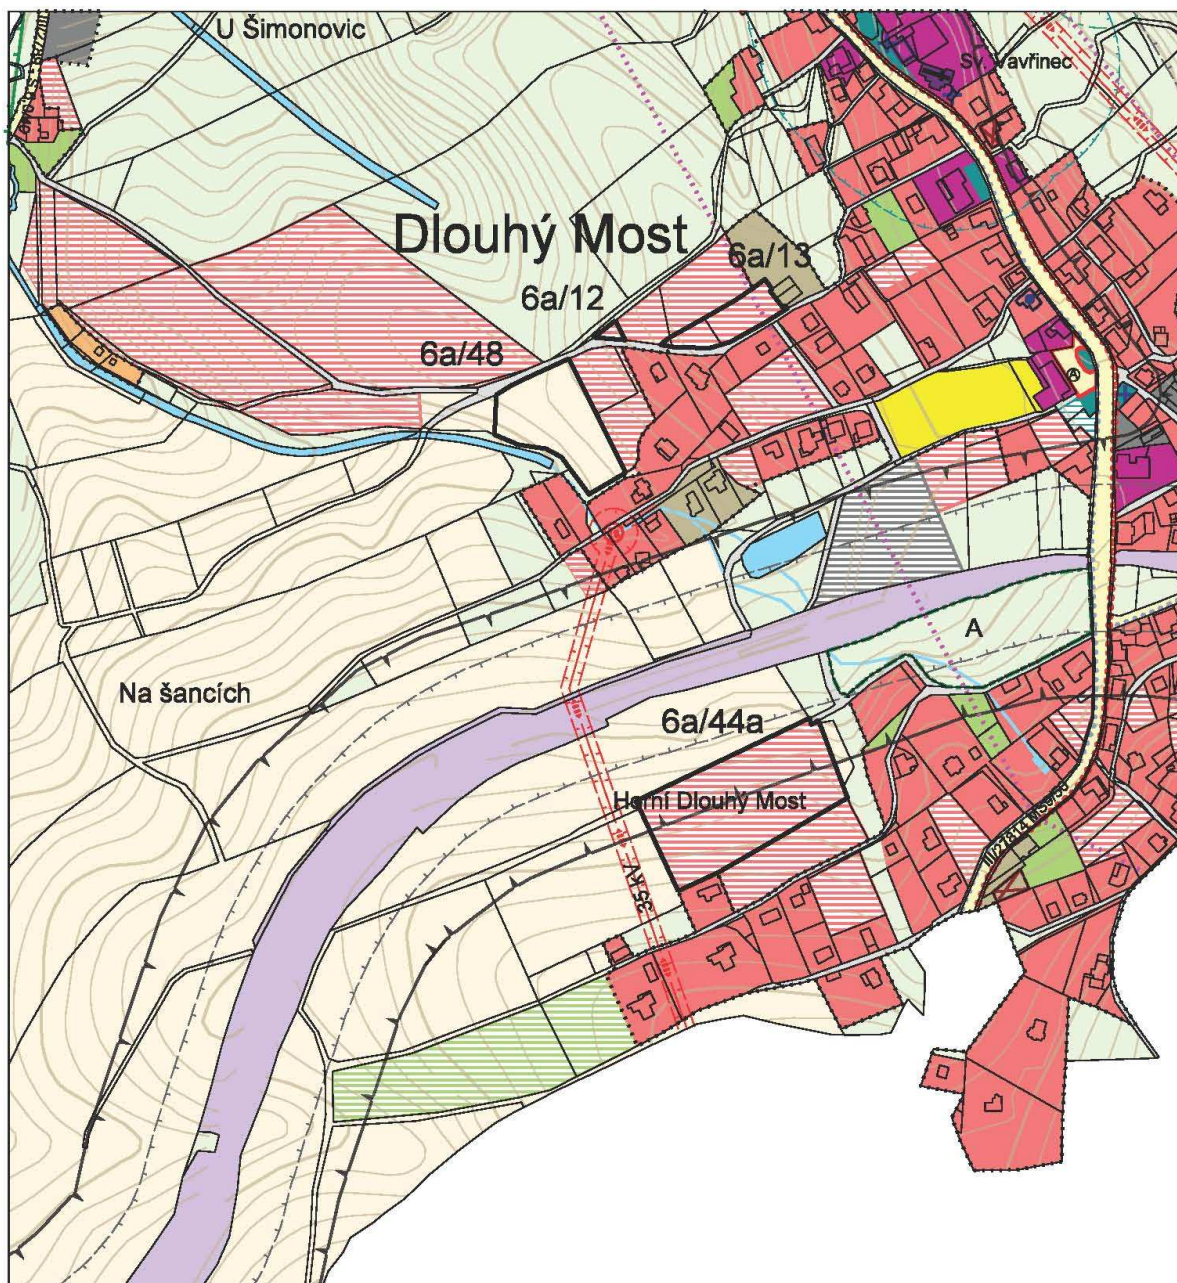 U Šimonovic
Sv. Vavřinec
Dlouhý Most
6a/13
6a/12
6a/48
A
Na šancích
6a/44a
Horní Dlouhý Most
35 kV